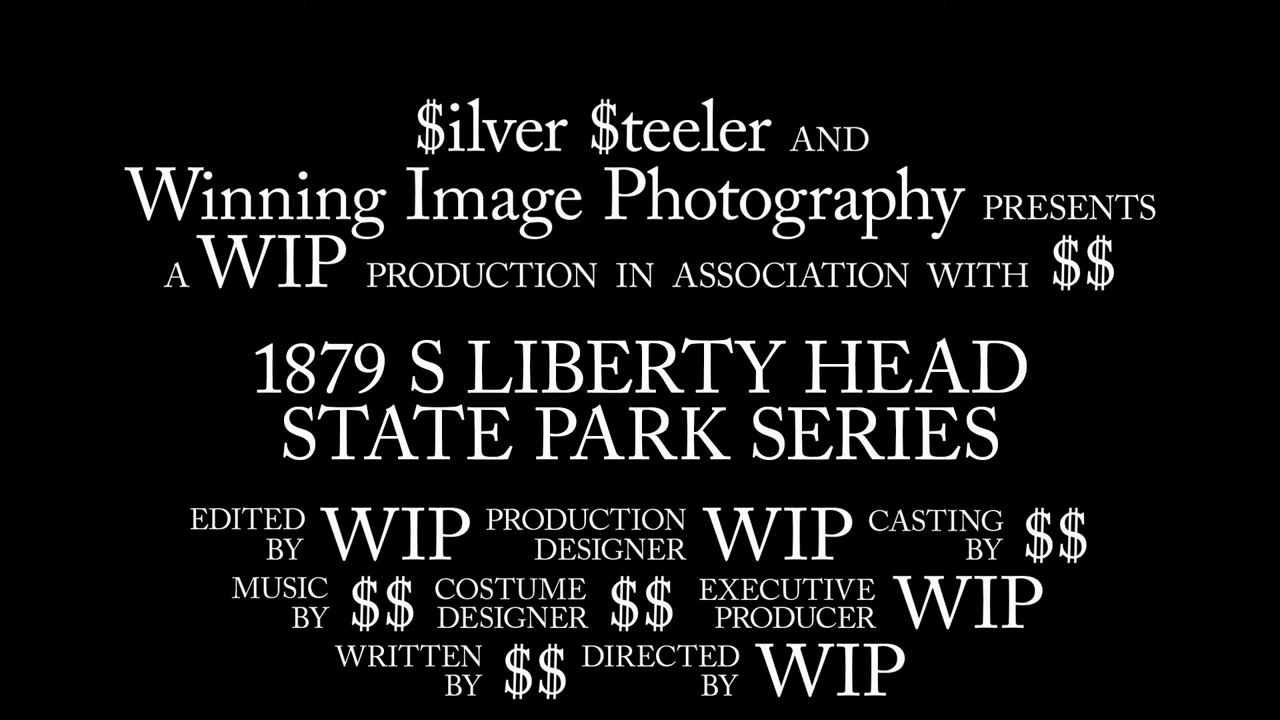 $ilver $teeler AND
Winning Image Photography PRESENTS
A WIP PRODUCTION IN ASSOCIATION WITH $$
1879 S LIBERTY HEAD
STATE PARK SERIES
EDITED BY WIP PRODUCTION DESIGNER WIP CASTING BY $$
MUSIC BY $$ COSTUME DESIGNER $$ EXECUTIVE PRODUCER WIP
WRITTEN BY $$ DIRECTED BY WIP